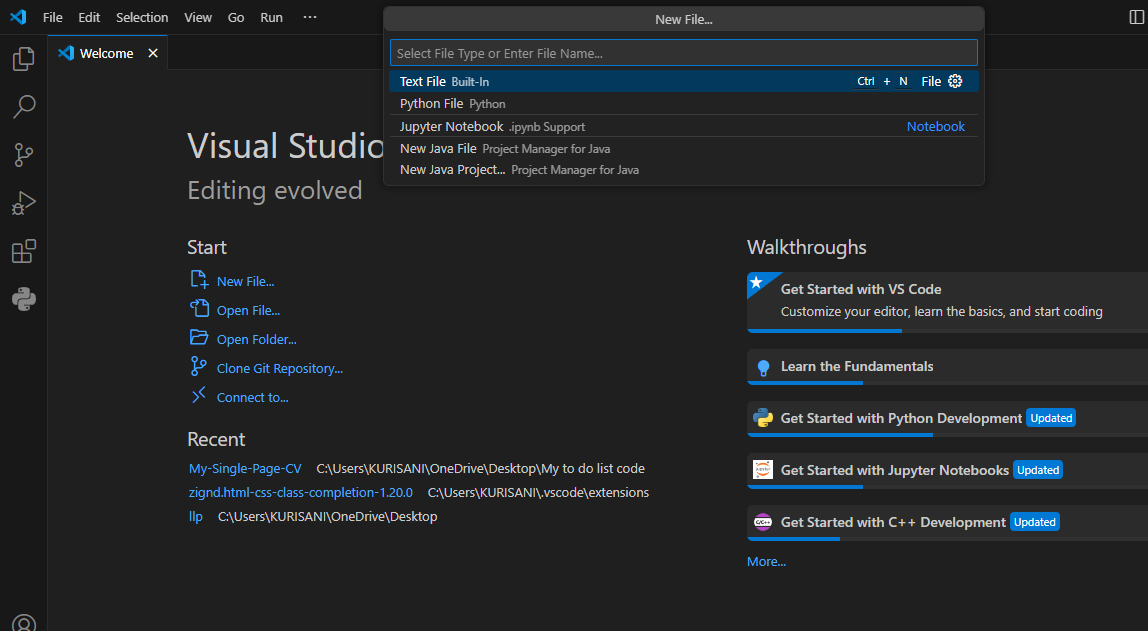 File Edit Selection View Go Run ···
New File...
Welcome
Select File Type or Enter File Name...
Text File Built-In Ctrl + N File
Python File Python
Jupyter Notebook .ipynb Support Notebook
New Java File Project Manager for Java
New Java Project... Project Manager for Java
Visual Studio
Editing evolved
Start
New File...
Open File...
Open Folder...
Clone Git Repository...
Connect to...
Recent
My-Single-Page-CV C:\Users\KURISANI\OneDrive\Desktop\My to do list code
zignd.html-css-class-completion-1.20.0 C:\Users\KURISANI\.vscode\extensions
llp C:\Users\KURISANI\OneDrive\Desktop
Walkthroughs
Get Started with VS Code
Customize your editor, learn the basics, and start coding
Learn the Fundamentals
Get Started with Python Development Updated
Get Started with Jupyter Notebooks Updated
Get Started with C++ Development Updated
More...